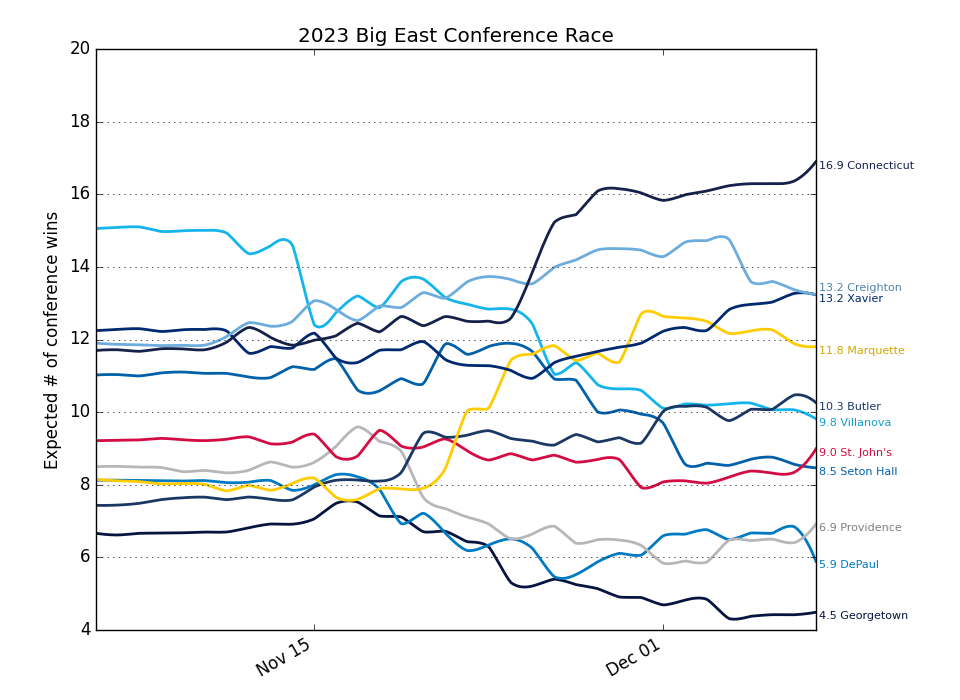 2023 Big East Conference Race
Expected # of conference wins
20
18
16
14
12
10
8
6
4
Nov 15
Dec 01
16.9 Connecticut
13.2 Creighton
13.2 Xavier
11.8 Marquette
10.3 Butler
9.8 Villanova
9.0 St. John's
8.5 Seton Hall
6.9 Providence
5.9 DePaul
4.5 Georgetown